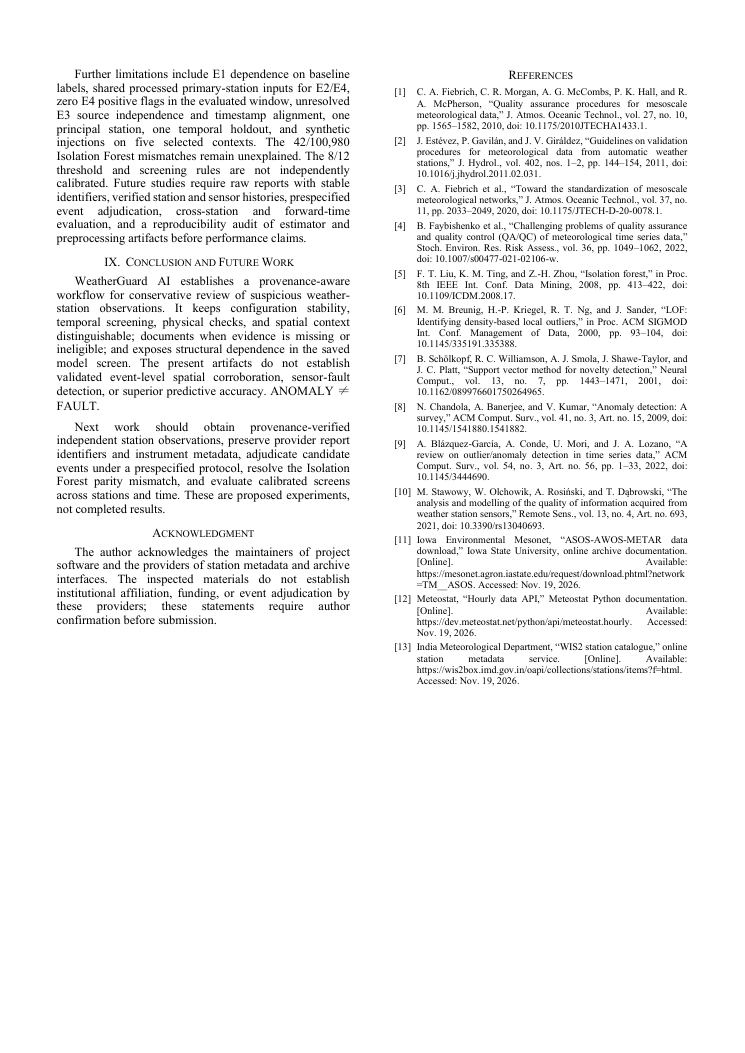 Further limitations include E1 dependence on baseline
labels, shared processed primary-station inputs for E2/E4,
zero E4 positive flags in the evaluated window, unresolved
E3 source independence and timestamp alignment, one
principal station, one temporal holdout, and synthetic
injections on five selected contexts. The 42/100,980
Isolation Forest mismatches remain unexplained. The 8/12
threshold and screening rules are not independently
calibrated. Future studies require raw reports with stable
identifiers, verified station and sensor histories, prespecified
event adjudication, cross-station and forward-time
evaluation, and a reproducibility audit of estimator and
preprocessing artifacts before performance claims.
IX. CONCLUSION AND FUTURE WORK
WeatherGuard AI establishes a provenance-aware
workflow for conservative review of suspicious weather-
station observations. It keeps configuration stability,
temporal screening, physical checks, and spatial context
distinguishable; documents when evidence is missing or
ineligible; and exposes structural dependence in the saved
model screen. The present artifacts do not establish
validated event-level spatial corroboration, sensor-fault
detection, or superior predictive accuracy. ANOMALY ≠
FAULT.
Next work should obtain provenance-verified
independent station observations, preserve provider report
identifiers and instrument metadata, adjudicate candidate
events under a prespecified protocol, resolve the Isolation
Forest parity mismatch, and evaluate calibrated screens
across stations and time. These are proposed experiments,
not completed results.
ACKNOWLEDGMENT
The author acknowledges the maintainers of project
software and the providers of station metadata and archive
interfaces. The inspected materials do not establish
institutional affiliation, funding, or event adjudication by
these providers; these statements require author
confirmation before submission.
REFERENCES
[1] C. A. Fiebrich, C. R. Morgan, A. G. McCombs, P. K. Hall, and R.
A. McPherson, “Quality assurance procedures for mesoscale
meteorological data,” J. Atmos. Oceanic Technol., vol. 27, no. 10,
pp. 1565–1582, 2010, doi: 10.1175/2010JTECHA1433.1.
[2] J. Estévez, P. Gavilán, and J. V. Giráldez, “Guidelines on validation
procedures for meteorological data from automatic weather
stations,” J. Hydrol., vol. 402, nos. 1–2, pp. 144–154, 2011, doi:
10.1016/j.jhydrol.2011.02.031.
[3] C. A. Fiebrich et al., “Toward the standardization of mesoscale
meteorological networks,” J. Atmos. Oceanic Technol., vol. 37, no.
11, pp. 2033–2049, 2020, doi: 10.1175/JTECH-D-20-0078.1.
[4] B. Faybishenko et al., “Challenging problems of quality assurance
and quality control (QA/QC) of meteorological time series data,”
Stoch. Environ. Res. Risk Assess., vol. 36, pp. 1049–1062, 2022,
doi: 10.1007/s00477-021-02106-w.
[5] F. T. Liu, K. M. Ting, and Z.-H. Zhou, “Isolation forest,” in Proc.
8th IEEE Int. Conf. Data Mining, 2008, pp. 413–422, doi:
10.1109/ICDM.2008.17.
[6] M. M. Breunig, H.-P. Kriegel, R. T. Ng, and J. Sander, “LOF:
Identifying density-based local outliers,” in Proc. ACM SIGMOD
Int. Conf. Management of Data, 2000, pp. 93–104, doi:
10.1145/335191.335388.
[7] B. Schölkopf, R. C. Williamson, A. J. Smola, J. Shawe-Taylor, and
J. C. Platt, “Support vector method for novelty detection,” Neural
Comput., vol. 13, no. 7, pp. 1443–1471, 2001, doi:
10.1162/089976601750264965.
[8] N. Chandola, A. Banerjee, and V. Kumar, “Anomaly detection: A
survey,” ACM Comput. Surv., vol. 41, no. 3, Art. no. 15, 2009, doi:
10.1145/1541880.1541882.
[9] A. Blázquez-García, A. Conde, U. Mori, and J. A. Lozano, “A
review on outlier/anomaly detection in time series data,” ACM
Comput. Surv., vol. 54, no. 3, Art. no. 56, pp. 1–33, 2022, doi:
10.1145/3444690.
[10] M. Stawowy, W. Olchowik, A. Rosiński, and T. Dąbrowski, “The
analysis and modelling of the quality of information acquired from
weather station sensors,” Remote Sens., vol. 13, no. 4, Art. no. 693,
2021, doi: 10.3390/rs13040693.
[11] Iowa Environmental Mesonet, “ASOS-AWOS-METAR data
download,” Iowa State University, online archive documentation.
[Online]. Available:
https://mesonet.agron.iastate.edu/request/download.phtml?network
=TM__ASOS. Accessed: Nov. 19, 2026.
[12] Meteostat, “Hourly data API,” Meteostat Python documentation.
[Online]. Available:
https://dev.meteostat.net/python/api/meteostat.hourly. Accessed:
Nov. 19, 2026.
[13] India Meteorological Department, “WIS2 station catalogue,” online
station metadata service. [Online]. Available:
https://wis2box.imd.gov.in/oapi/collections/stations/items?f=html.
Accessed: Nov. 19, 2026.